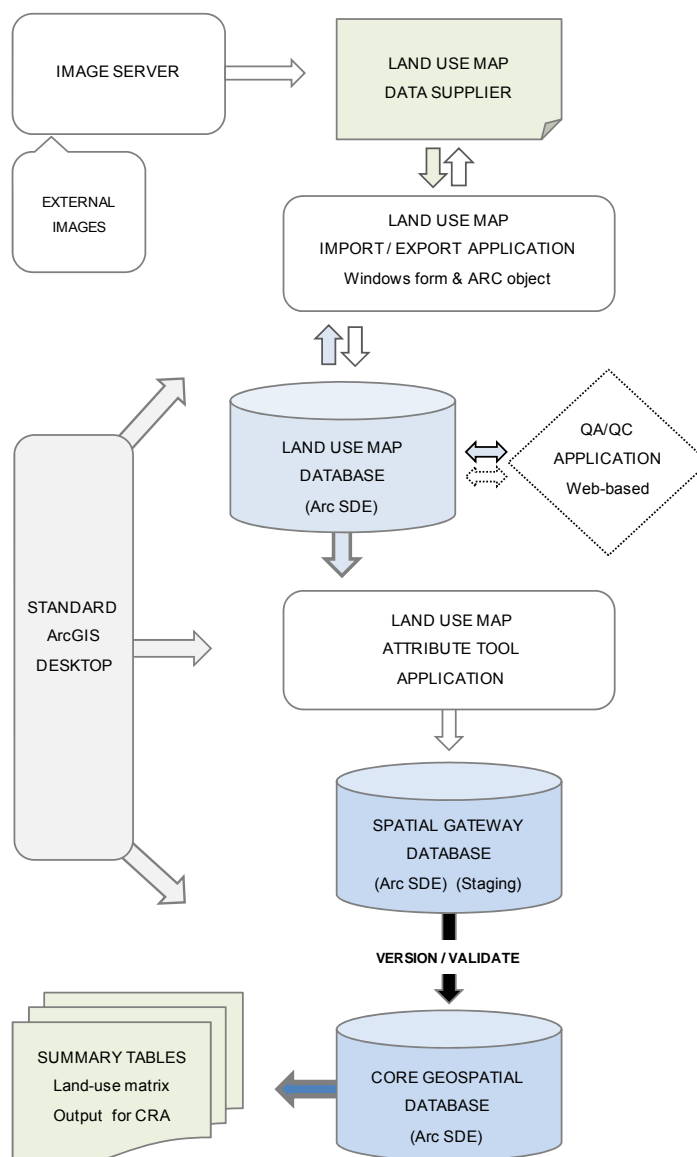 IMAGE SERVER
LAND USE MAP
DATA SUPPLIER
EXTERNAL
IMAGES
LAND USE MAP
IMPORT / EXPORT APPLICATION
Windows form & ARC object
LAND USE MAP
DATABASE
(Arc SDE)
QA/QC
APPLICATION
Web-based
STANDARD
ArcGIS
DESKTOP
LAND USE MAP
ATTRIBUTE TOOL
APPLICATION
SPATIAL GATEWAY
DATABASE
(Arc SDE) (Staging)
VERSION / VALIDATE
SUMMARY TABLES
Land-use matrix
Output for CRA
CORE GEOSPATIAL
DATABASE
(Arc SDE)